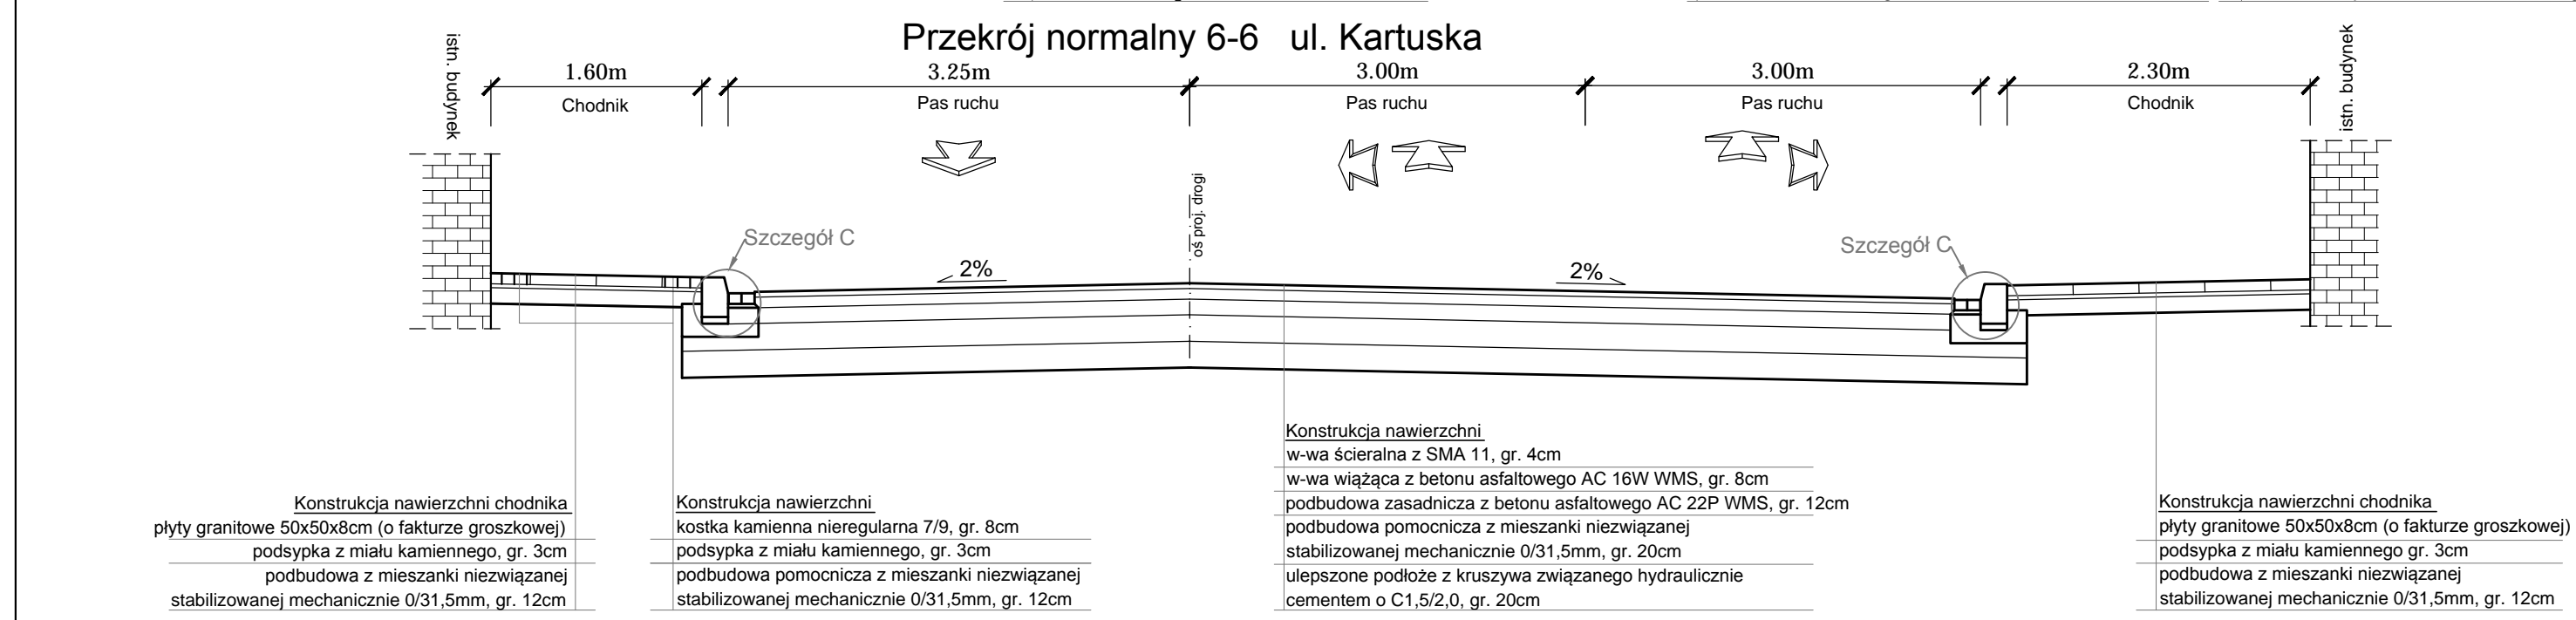 Przekrój normalny 6-6 ul. Kartuska
istn. budynek
istn. budynek
1.60m
3.25m
3.00m
3.00m
2.30m
Chodnik
Pas ruchu
Pas ruchu
Pas ruchu
Chodnik
oś proj. drogi
Szczegół C
Szczegół C
2%
2%
Konstrukcja nawierzchni chodnika
płyty granitowe 50x50x8cm (o fakturze groszkowej)
podsypka z miału kamiennego, gr. 3cm
podbudowa z mieszanki niezwiązanej
stabilizowanej mechanicznie 0/31,5mm, gr. 12cm
Konstrukcja nawierzchni
kostka kamienna nieregularna 7/9, gr. 8cm
podsypka z miału kamiennego, gr. 3cm
podbudowa pomocnicza z mieszanki niezwiązanej
stabilizowanej mechanicznie 0/31,5mm, gr. 12cm
Konstrukcja nawierzchni
w-wa ścieralna z SMA 11, gr. 4cm
w-wa wiążąca z betonu asfaltowego AC 16W WMS, gr. 8cm
podbudowa zasadnicza z betonu asfaltowego AC 22P WMS, gr. 12cm
podbudowa pomocnicza z mieszanki niezwiązanej
stabilizowanej mechanicznie 0/31,5mm, gr. 20cm
ulepszone podłoże z kruszywa związanego hydraulicznie
cementem o C1,5/2,0, gr. 20cm
Konstrukcja nawierzchni chodnika
płyty granitowe 50x50x8cm (o fakturze groszkowej)
podsypka z miału kamiennego gr. 3cm
podbudowa z mieszanki niezwiązanej
stabilizowanej mechanicznie 0/31,5mm, gr. 12cm